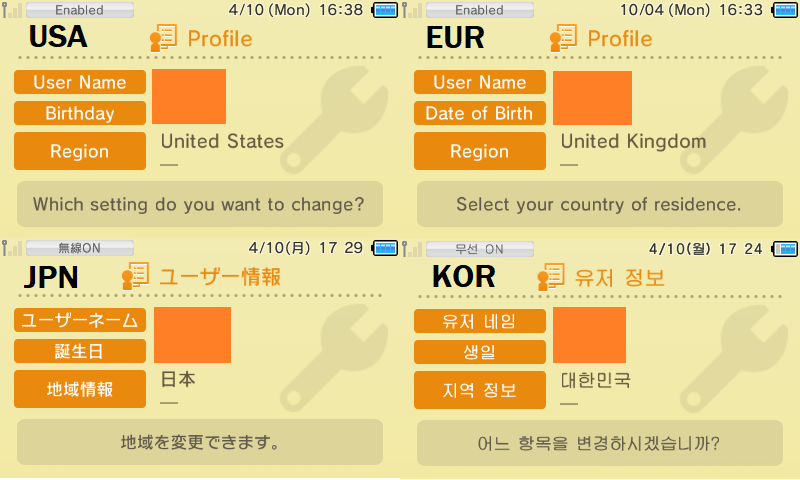 Enabled 4/10 (Mon) 16:38
USA Profile
User Name
Birthday
Region United States
—
Which setting do you want to change?
Enabled 10/04 (Mon) 16:33
EUR Profile
User Name
Date of Birth
Region United Kingdom
—
Select your country of residence.
無線ON 4/10(月) 17 29
JPN ユーザー情報
ユーザーネーム
誕生日
地域情報 日本
—
地域を変更できます。
무선 ON 4/10(월) 17 24
KOR 유저 정보
유저 네임
생일
지역 정보 대한민국
—
어느 항목을 변경하시겠습니까?